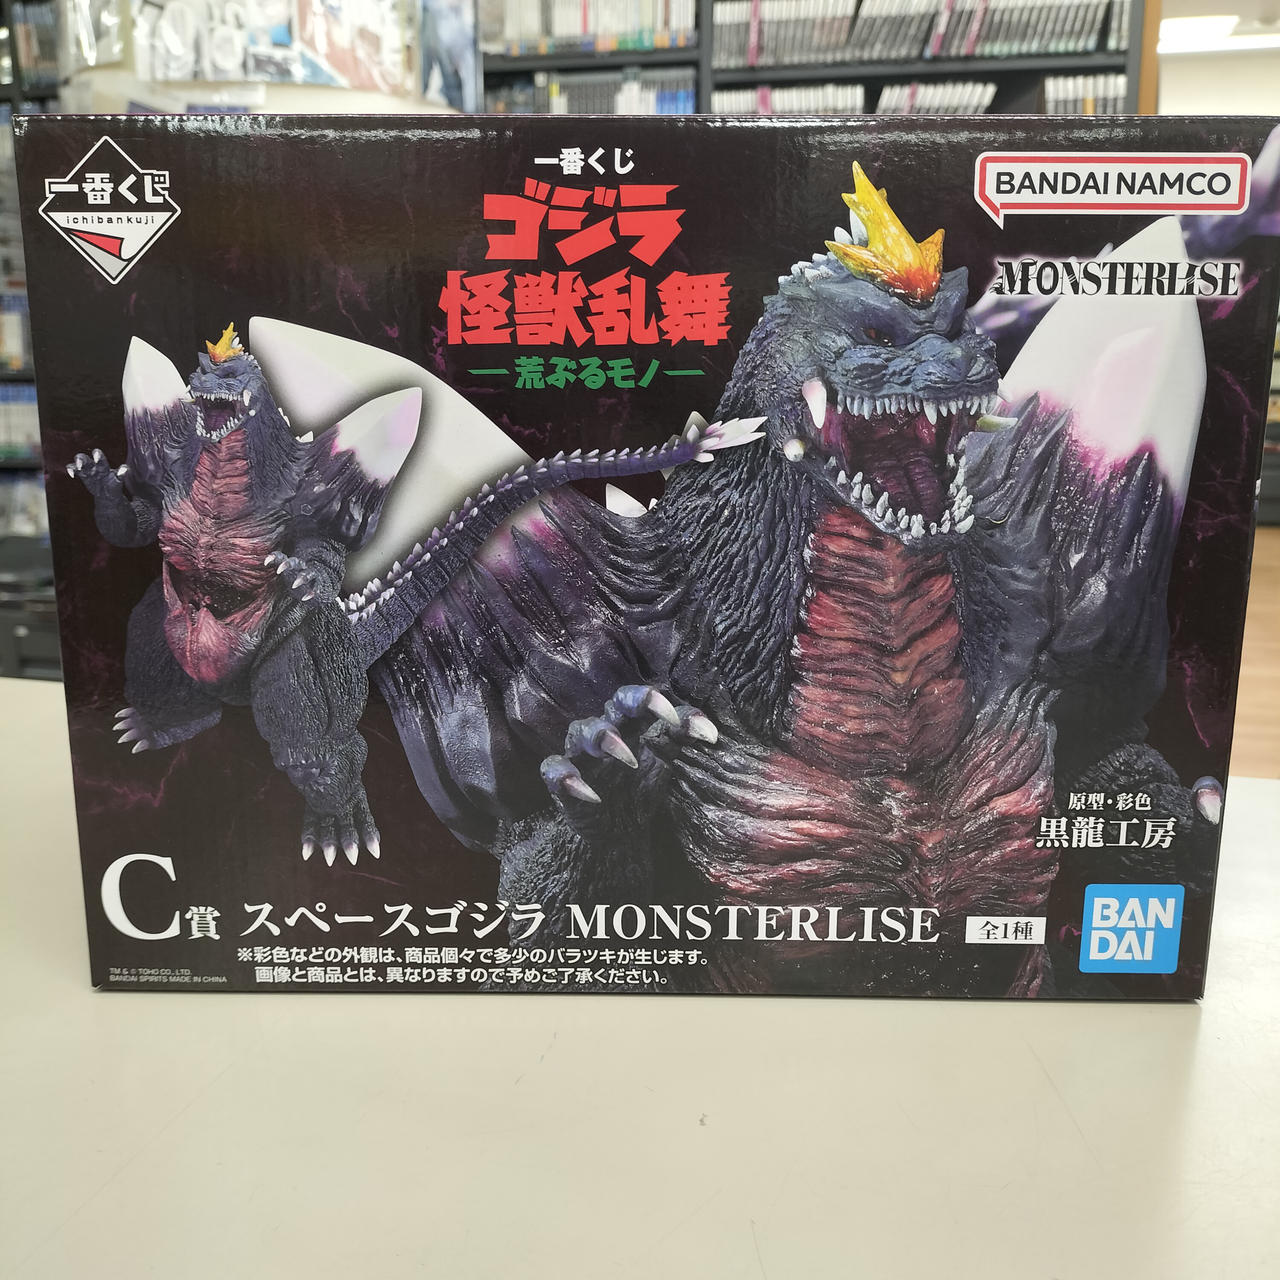 一番くじ
ichibankuji
一番くじ
ゴジラ
怪獣乱舞
―荒ぶるモノ―
BANDAI NAMCO
MONSTERLISE
原型・彩色
黒龍工房
C賞 スペースゴジラ MONSTERLISE 全1種
※彩色などの外観は、商品個々で多少のバラツキが生じます。
画像と商品とは、異なりますので予めご了承ください。
TM & © TOHO CO., LTD.
BANDAI SPIRITS MADE IN CHINA
BAN
DAI